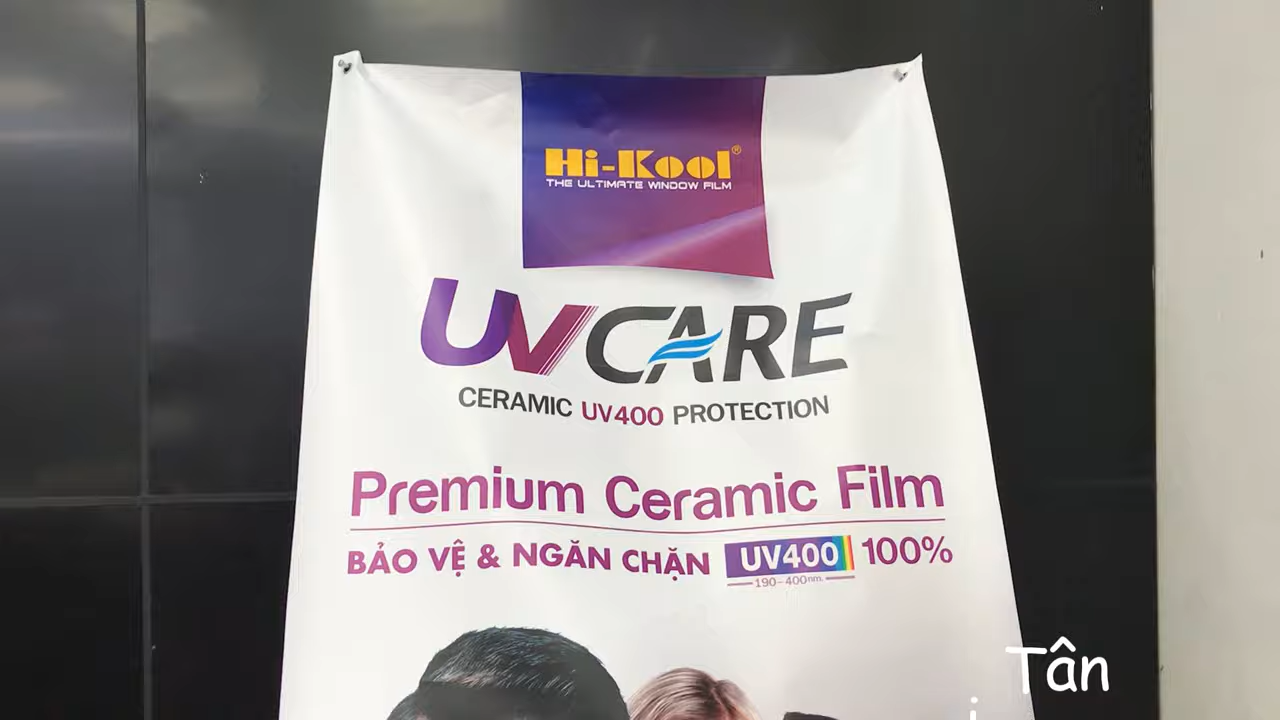 Hi-Kool®
THE ULTIMATE WINDOW FILM
UVCARE
CERAMIC UV400 PROTECTION
Premium Ceramic Film
BẢO VỆ & NGĂN CHẶN UV400 100%
190-400nm.
Tân